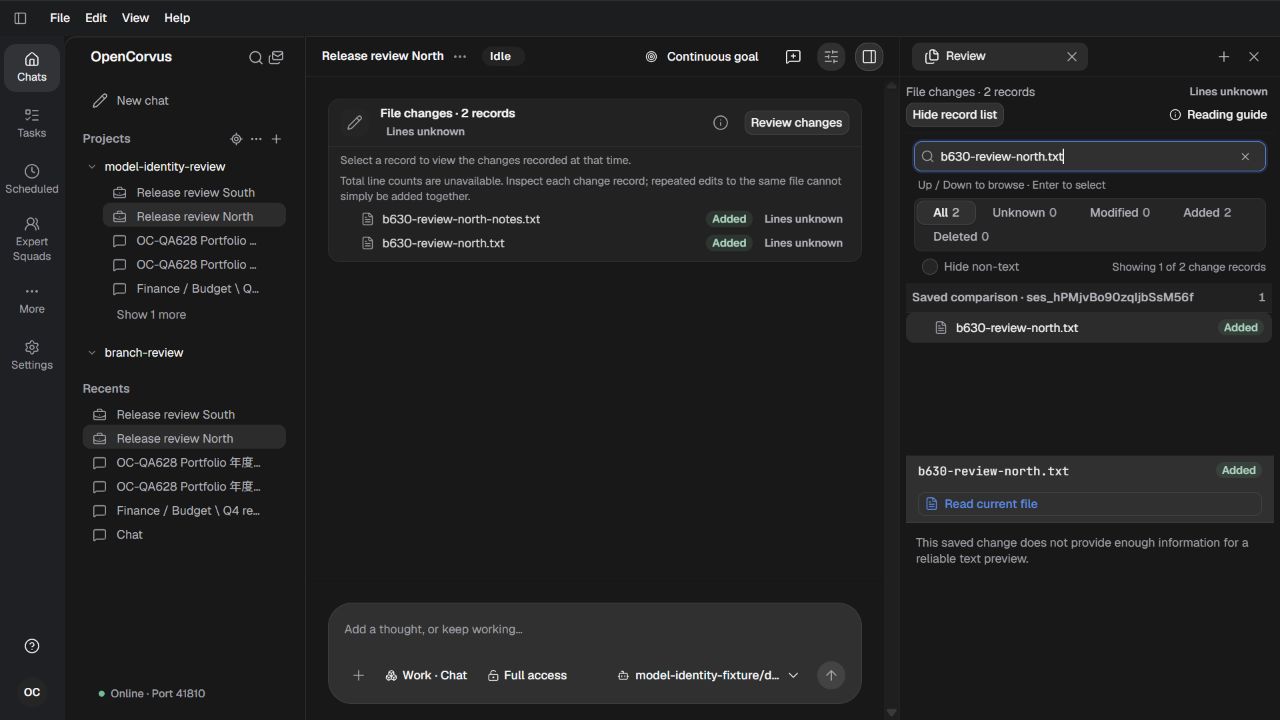 File Edit View Help
Chats
Tasks
Scheduled
Expert
Squads
More
Settings
OC
OpenCorvus
New chat
Projects
model-identity-review
Release review South
Release review North
OC-QA628 Portfolio ...
OC-QA628 Portfolio ...
Finance / Budget \ Q...
Show 1 more
branch-review
Recents
Release review South
Release review North
OC-QA628 Portfolio 年度...
OC-QA628 Portfolio 年度...
Finance / Budget \ Q4 re...
Chat
Online · Port 41810
Release review North ... Idle Continuous goal
File changes · 2 records
Lines unknown
Review changes
Select a record to view the changes recorded at that time.
Total line counts are unavailable. Inspect each change record; repeated edits to the same file cannot
simply be added together.
b630-review-north-notes.txt Added Lines unknown
b630-review-north.txt Added Lines unknown
Add a thought, or keep working...
Work · Chat Full access model-identity-fixture/d...
Review
File changes · 2 records Lines unknown
Hide record list Reading guide
b630-review-north.txt
Up / Down to browse · Enter to select
All 2 Unknown 0 Modified 0 Added 2
Deleted 0
Hide non-text Showing 1 of 2 change records
Saved comparison · ses_hPMjvBo90zqIjbSsM56f 1
b630-review-north.txt Added
b630-review-north.txt Added
Read current file
This saved change does not provide enough information for a
reliable text preview.